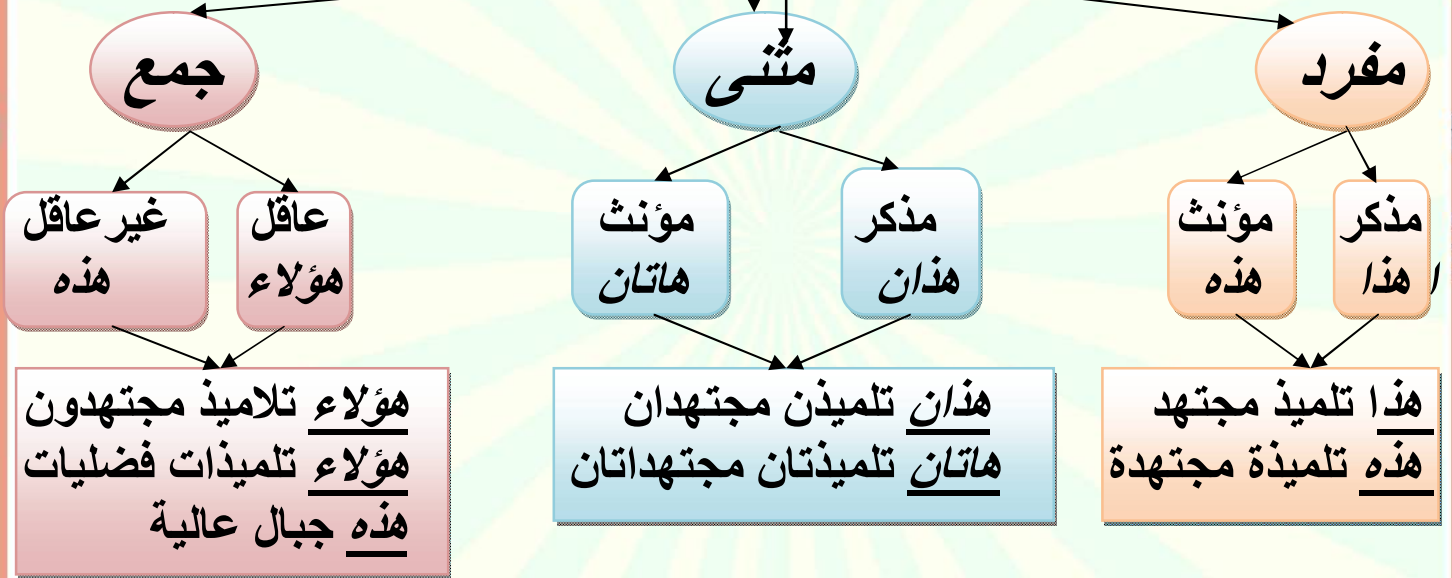 مفرد
مثنى
جمع
مذكر
ا هذا
مؤنث
هذه
مذكر
هذان
مؤنث
هاتان
عاقل
هؤلاء
غير عاقل
هذه
هذا تلميذ مجتهد
هذه تلميذة مجتهدة
هذان تلميذن مجتهدان
هاتان تلميذتان مجتهداتان
هؤلاء تلاميذ مجتهدون
هؤلاء تلميذات فضليات
هذه جبال عالية